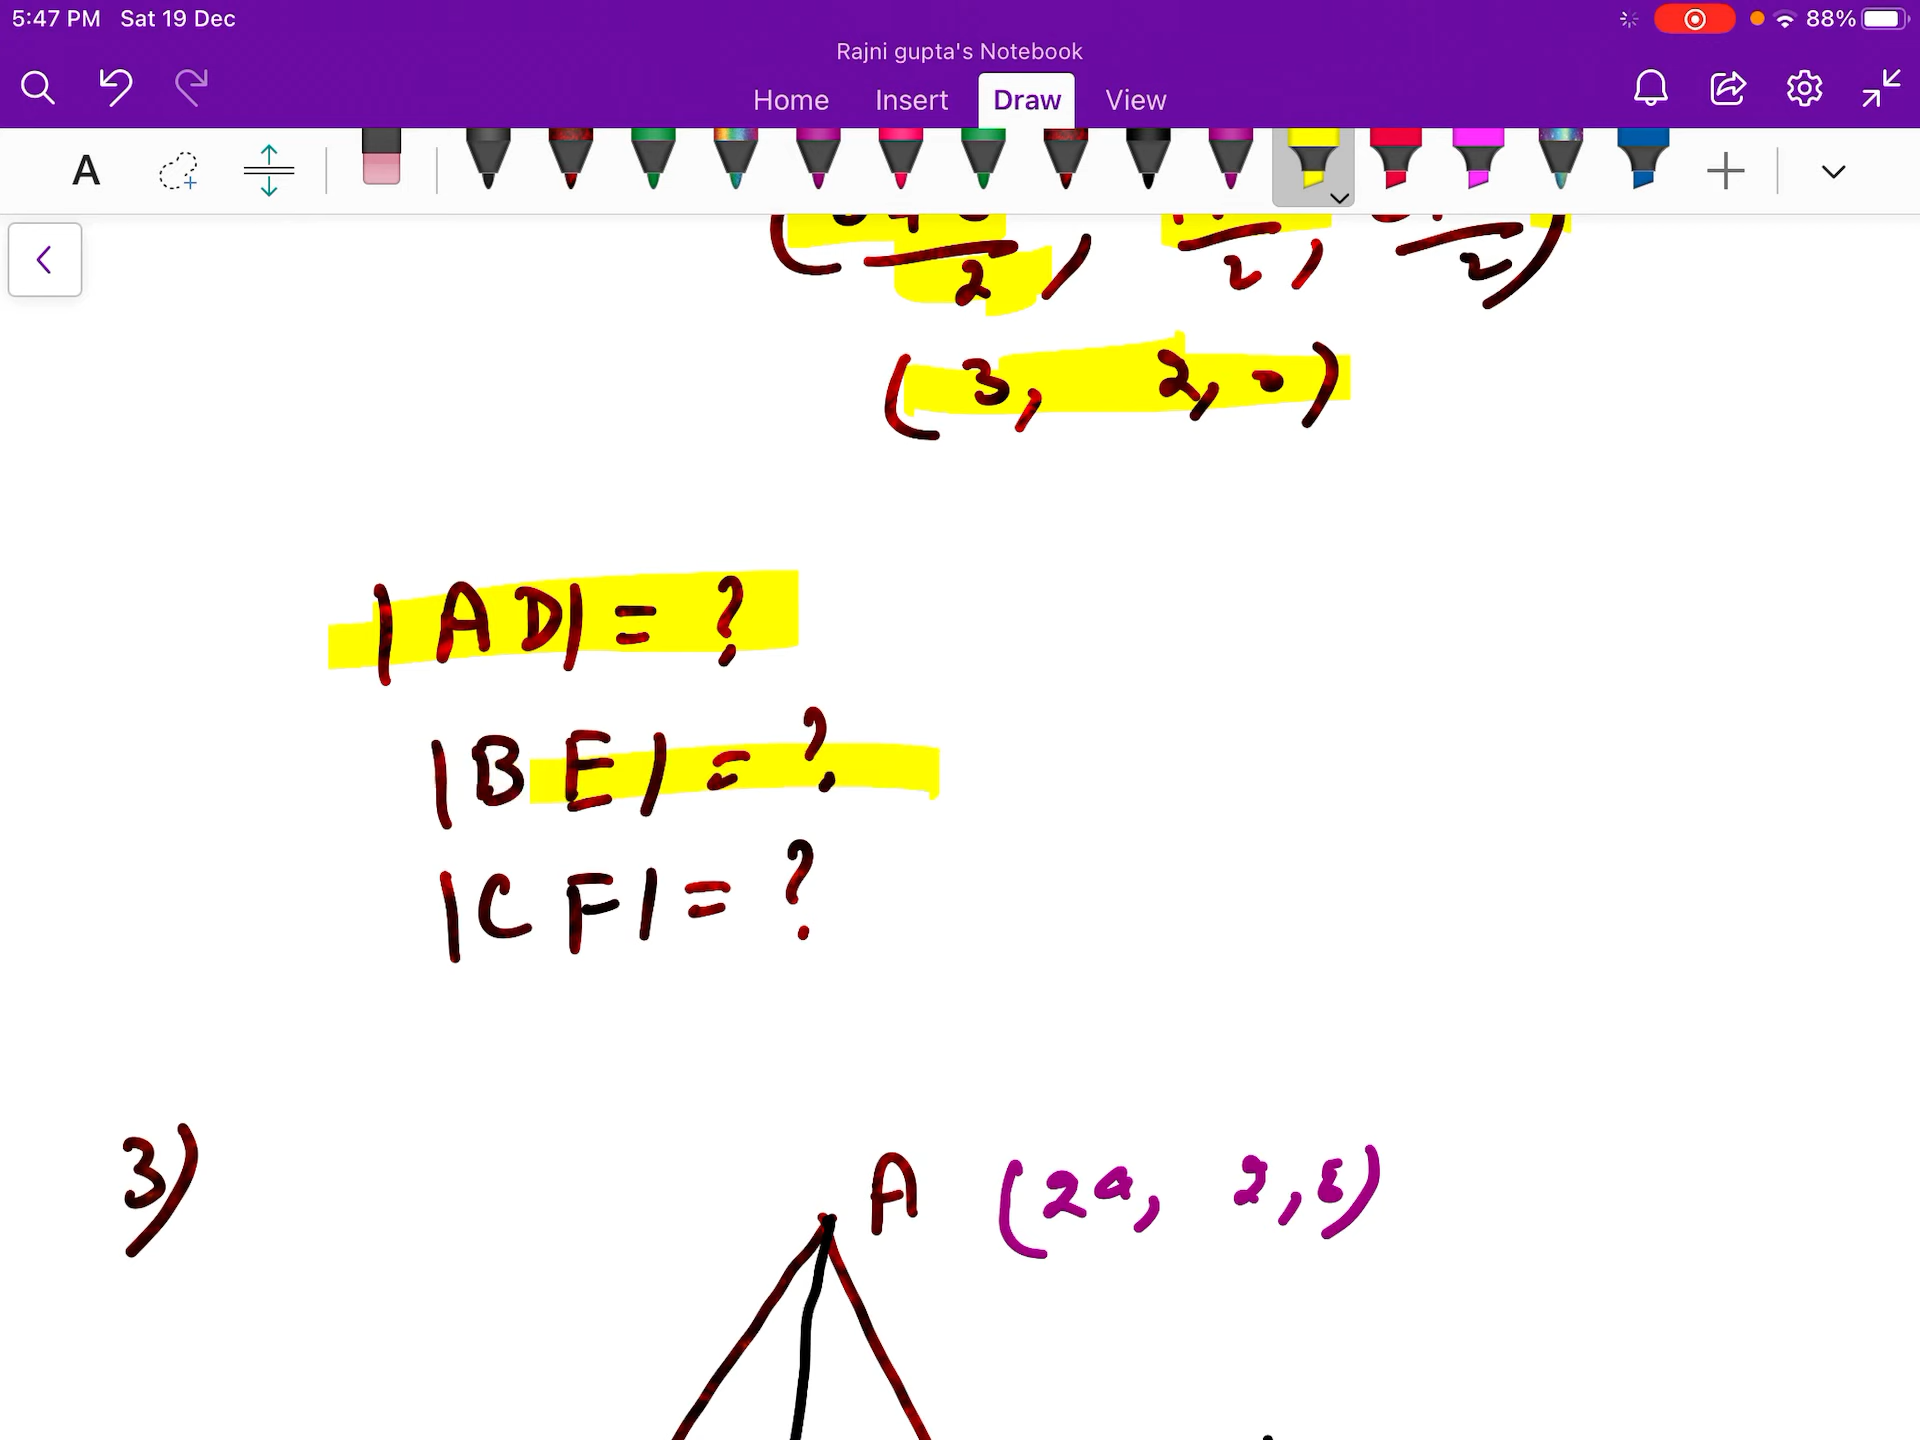 5:47 PM Sat 19 Dec
88%
Rajni gupta's Notebook
Home Insert Draw View
A
2 , 2 , 2 )
( 3, 2, 0 )
|AD| = ?
|BE| = ?
|CF| = ?
3)
A (2a, 2, 6)